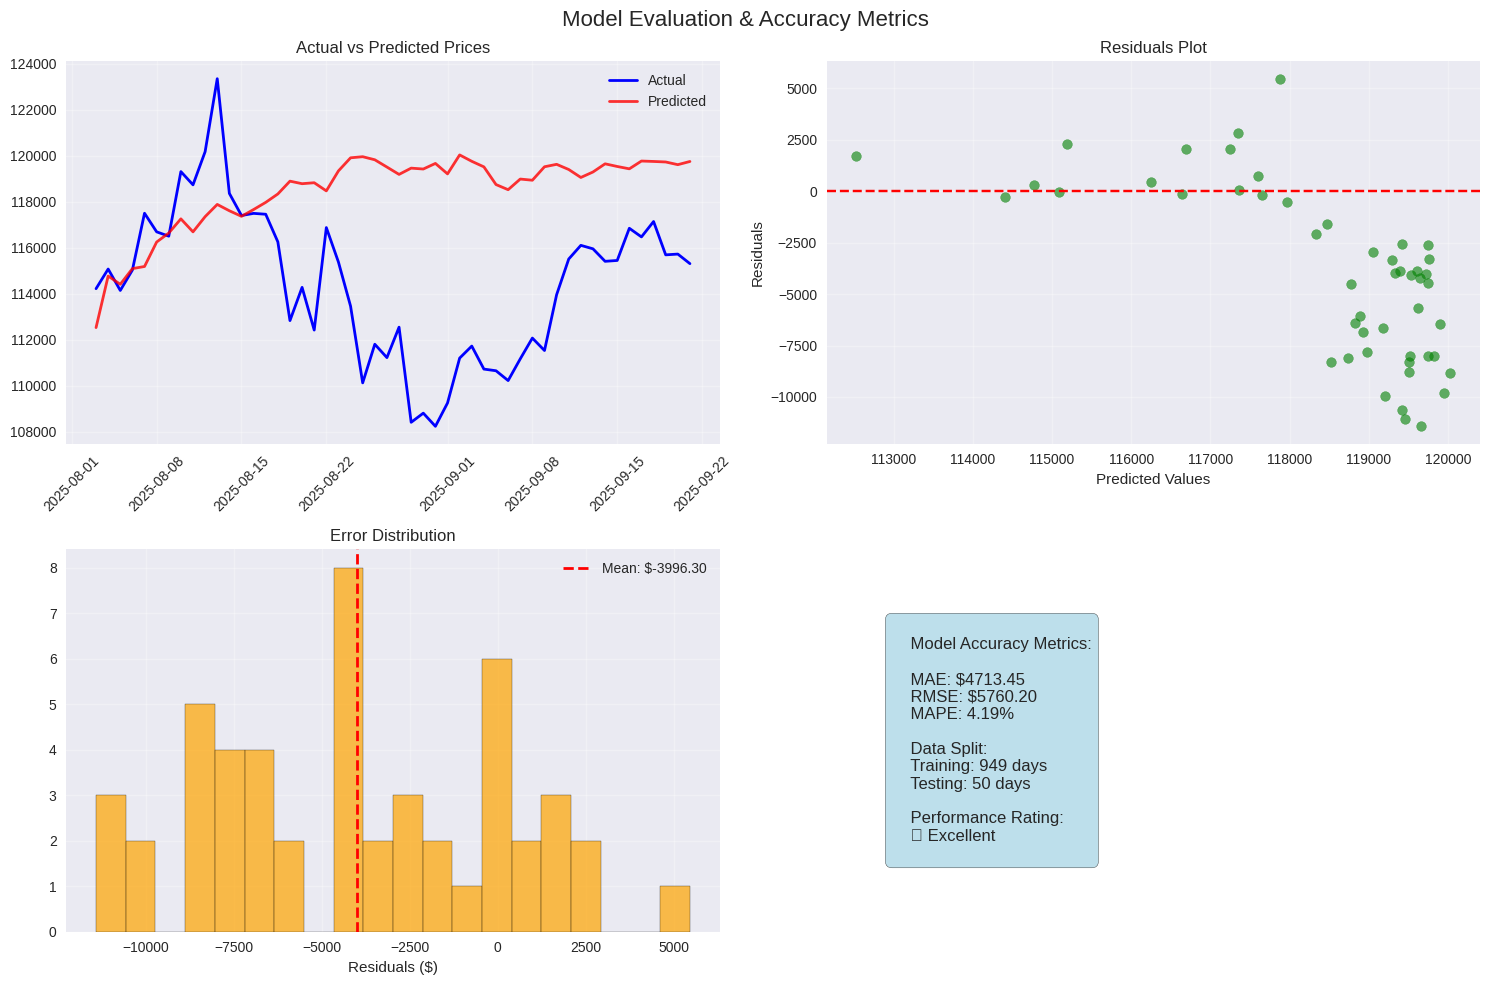 Model Evaluation & Accuracy Metrics
Actual vs Predicted Prices
124000
122000
120000
118000
116000
114000
112000
110000
108000
Actual
Predicted
2025-08-01
2025-08-08
2025-08-15
2025-08-22
2025-09-01
2025-09-08
2025-09-15
2025-09-22
Residuals Plot
5000
2500
0
−2500
−5000
−7500
−10000
Residuals
113000
114000
115000
116000
117000
118000
119000
120000
Predicted Values
Error Distribution
8
7
6
5
4
3
2
1
0
Mean: $-3996.30
−10000
−7500
−5000
−2500
0
2500
5000
Residuals ($)
Model Accuracy Metrics:
MAE: $4713.45
RMSE: $5760.20
MAPE: 4.19%
Data Split:
Training: 949 days
Testing: 50 days
Performance Rating:
Excellent